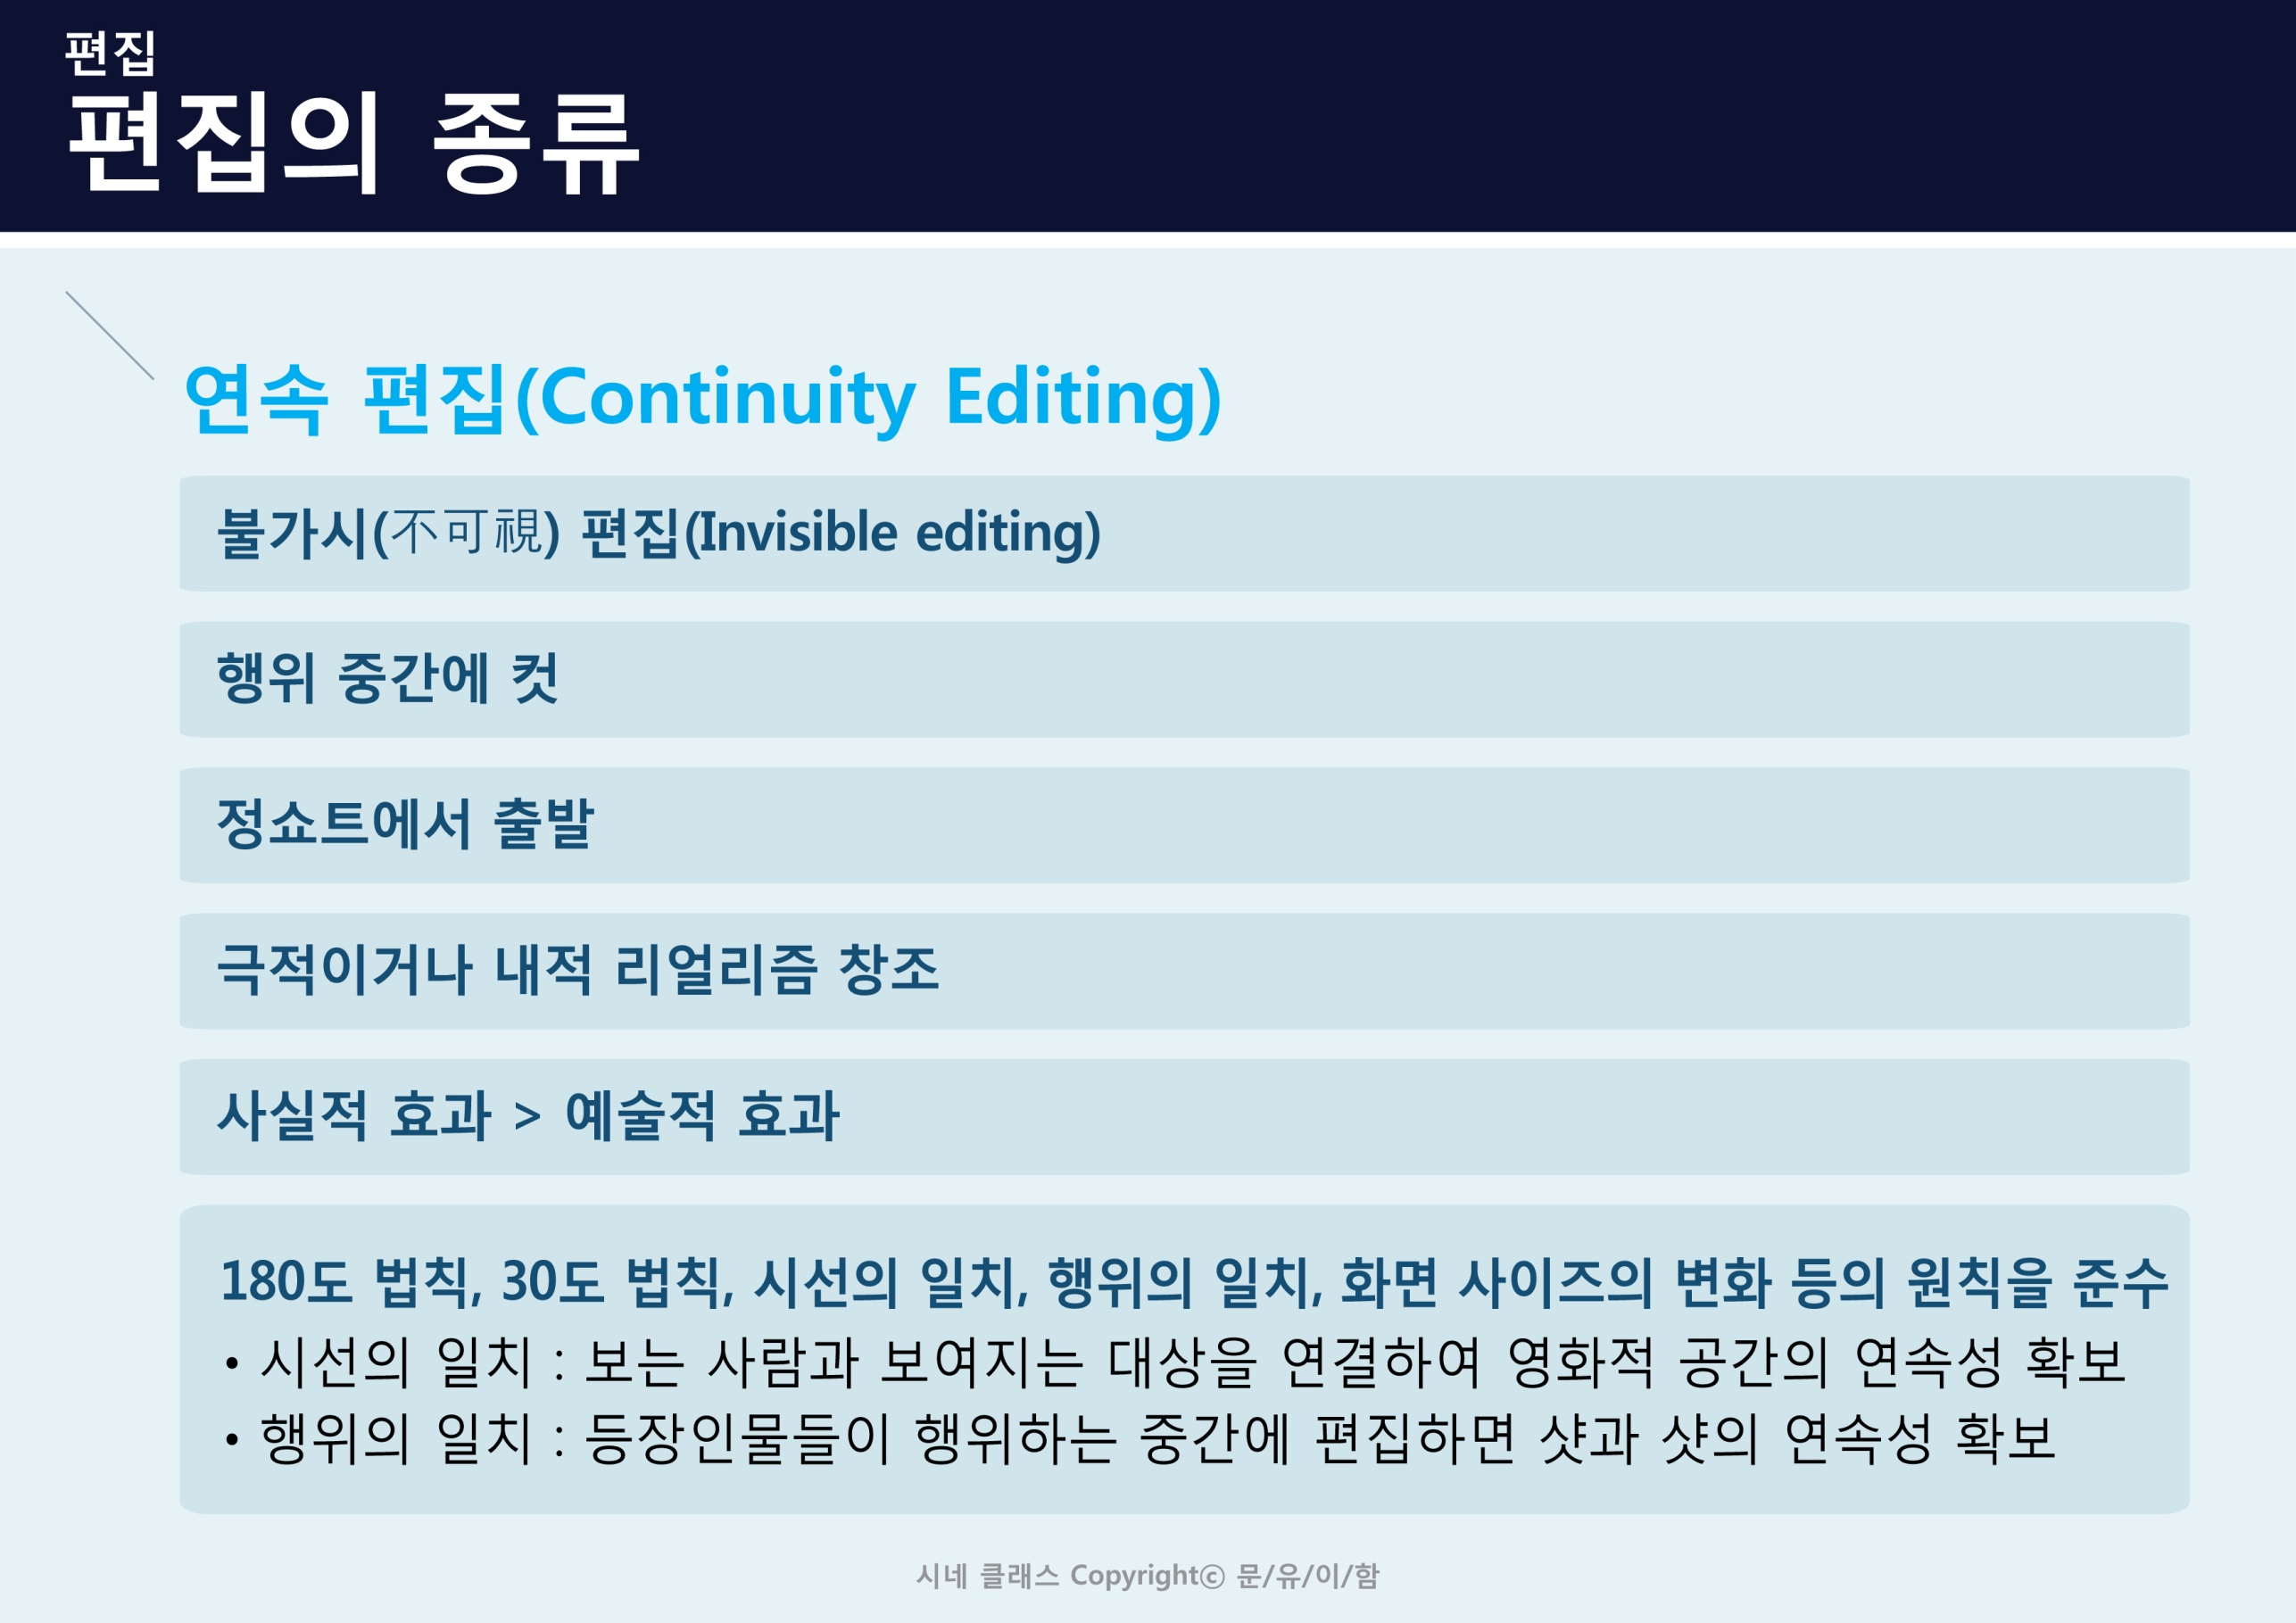 편집
편집의 종류
연속 편집(Continuity Editing)
불가시(不可視) 편집(Invisible editing)
행위 중간에 컷
정쇼트에서 출발
극적이거나 내적 리얼리즘 창조
사실적 효과 > 예술적 효과
180도 법칙, 30도 법칙, 시선의 일치, 행위의 일치, 화면 사이즈의 변화 등의 원칙을 준수
• 시선의 일치 : 보는 사람과 보여지는 대상을 연결하여 영화적 공간의 연속성 확보
• 행위의 일치 : 등장인물들이 행위하는 중간에 편집하면 샷과 샷의 연속성 확보
시네 클래스 Copyright© 문/유/이/함